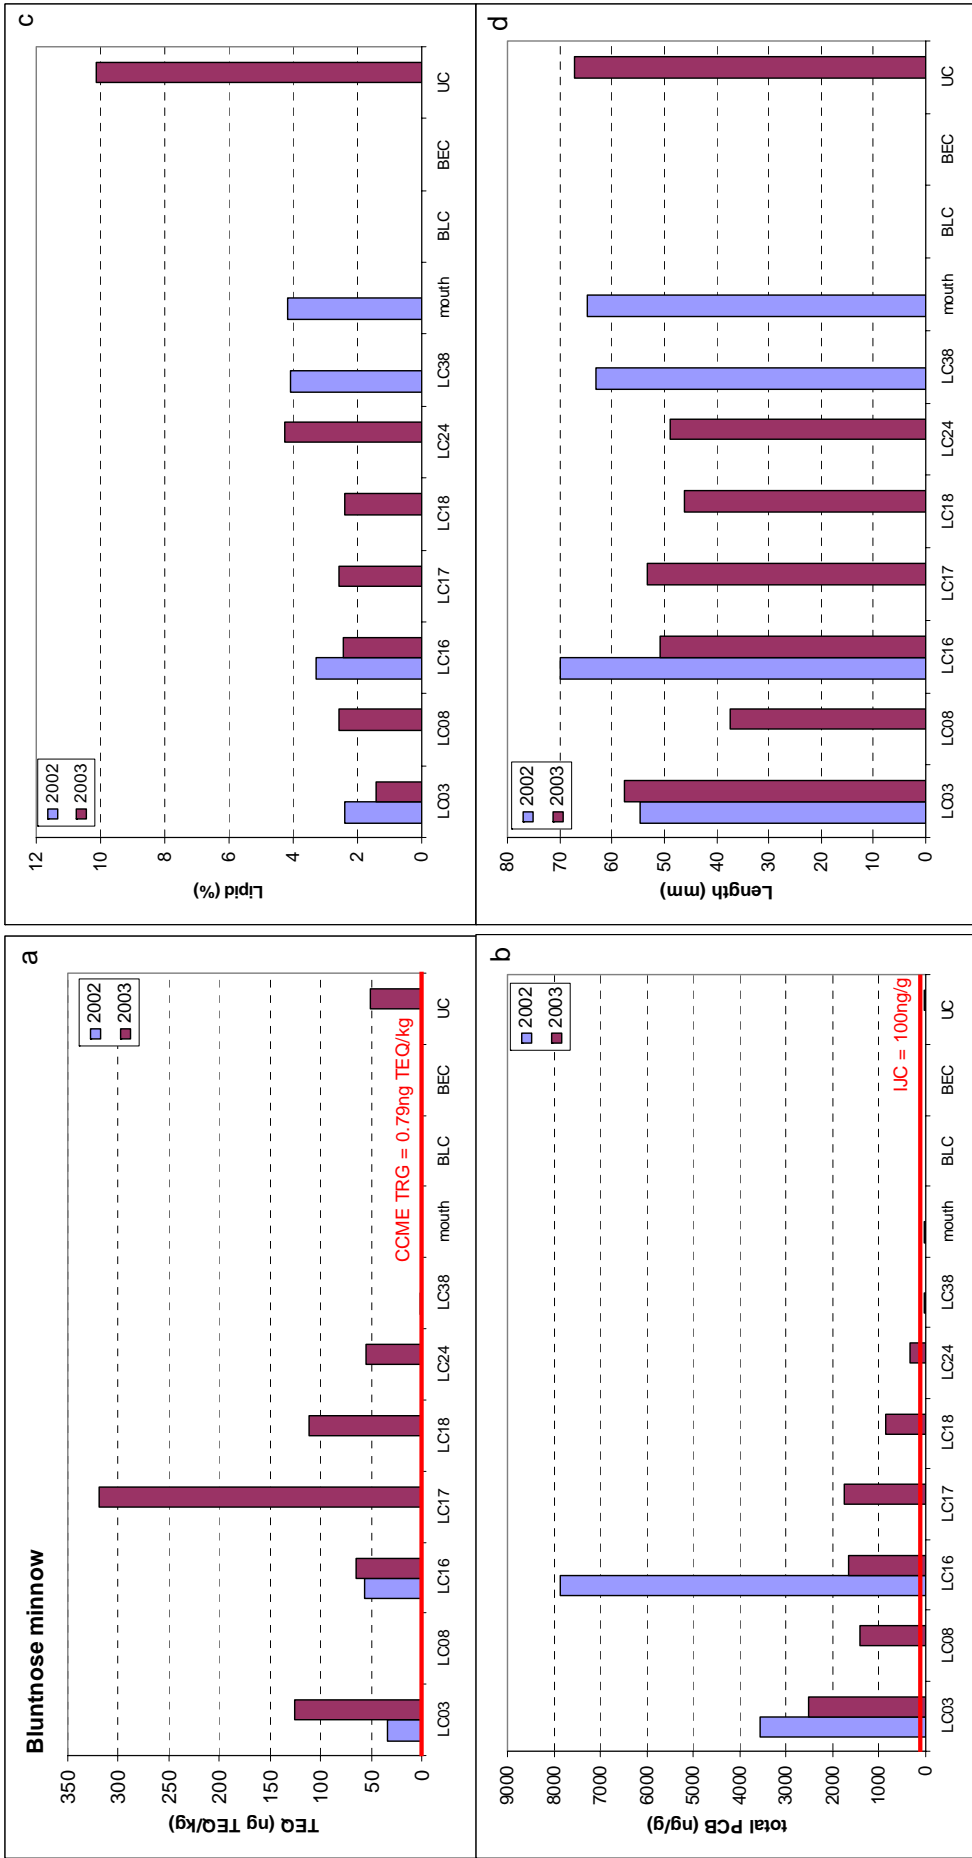 Bluntnose minnow
a
350
300
250
200
150
100
50
0
TEQ (ng TEQ/kg)
2002
2003
CCME TRG = 0.79ng TEQ/kg
LC03 LC08 LC16 LC17 LC18 LC24 LC38 mouth BLC BEC UC
b
9000
8000
7000
6000
5000
4000
3000
2000
1000
0
total PCB (ng/g)
2002
2003
IJC = 100ng/g
LC03 LC08 LC16 LC17 LC18 LC24 LC38 mouth BLC BEC UC
c
12
10
8
6
4
2
0
Lipid (%)
2002
2003
LC03 LC08 LC16 LC17 LC18 LC24 LC38 mouth BLC BEC UC
d
80
70
60
50
40
30
20
10
0
Length (mm)
2002
2003
LC03 LC08 LC16 LC17 LC18 LC24 LC38 mouth BLC BEC UC